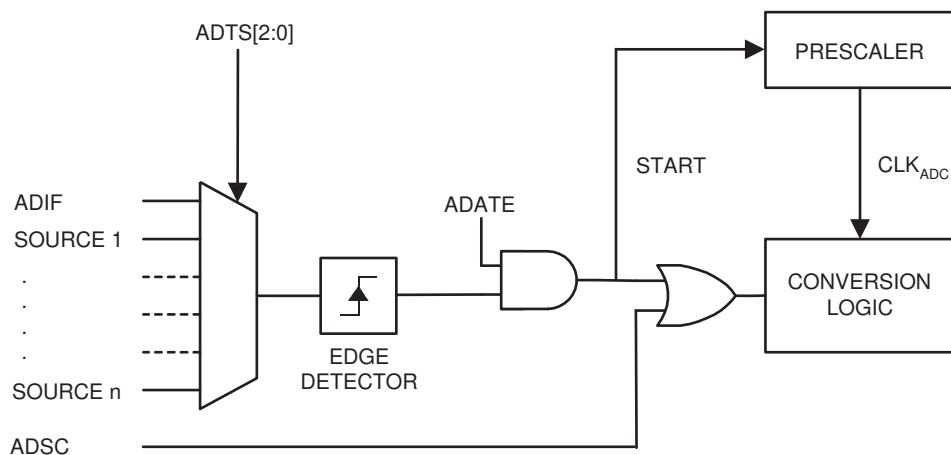 ADTS[2:0]
PRESCALER
START
CLKADC
ADIF
ADATE
SOURCE 1
.
.
.
.
CONVERSION
LOGIC
EDGE
DETECTOR
SOURCE n
ADSC